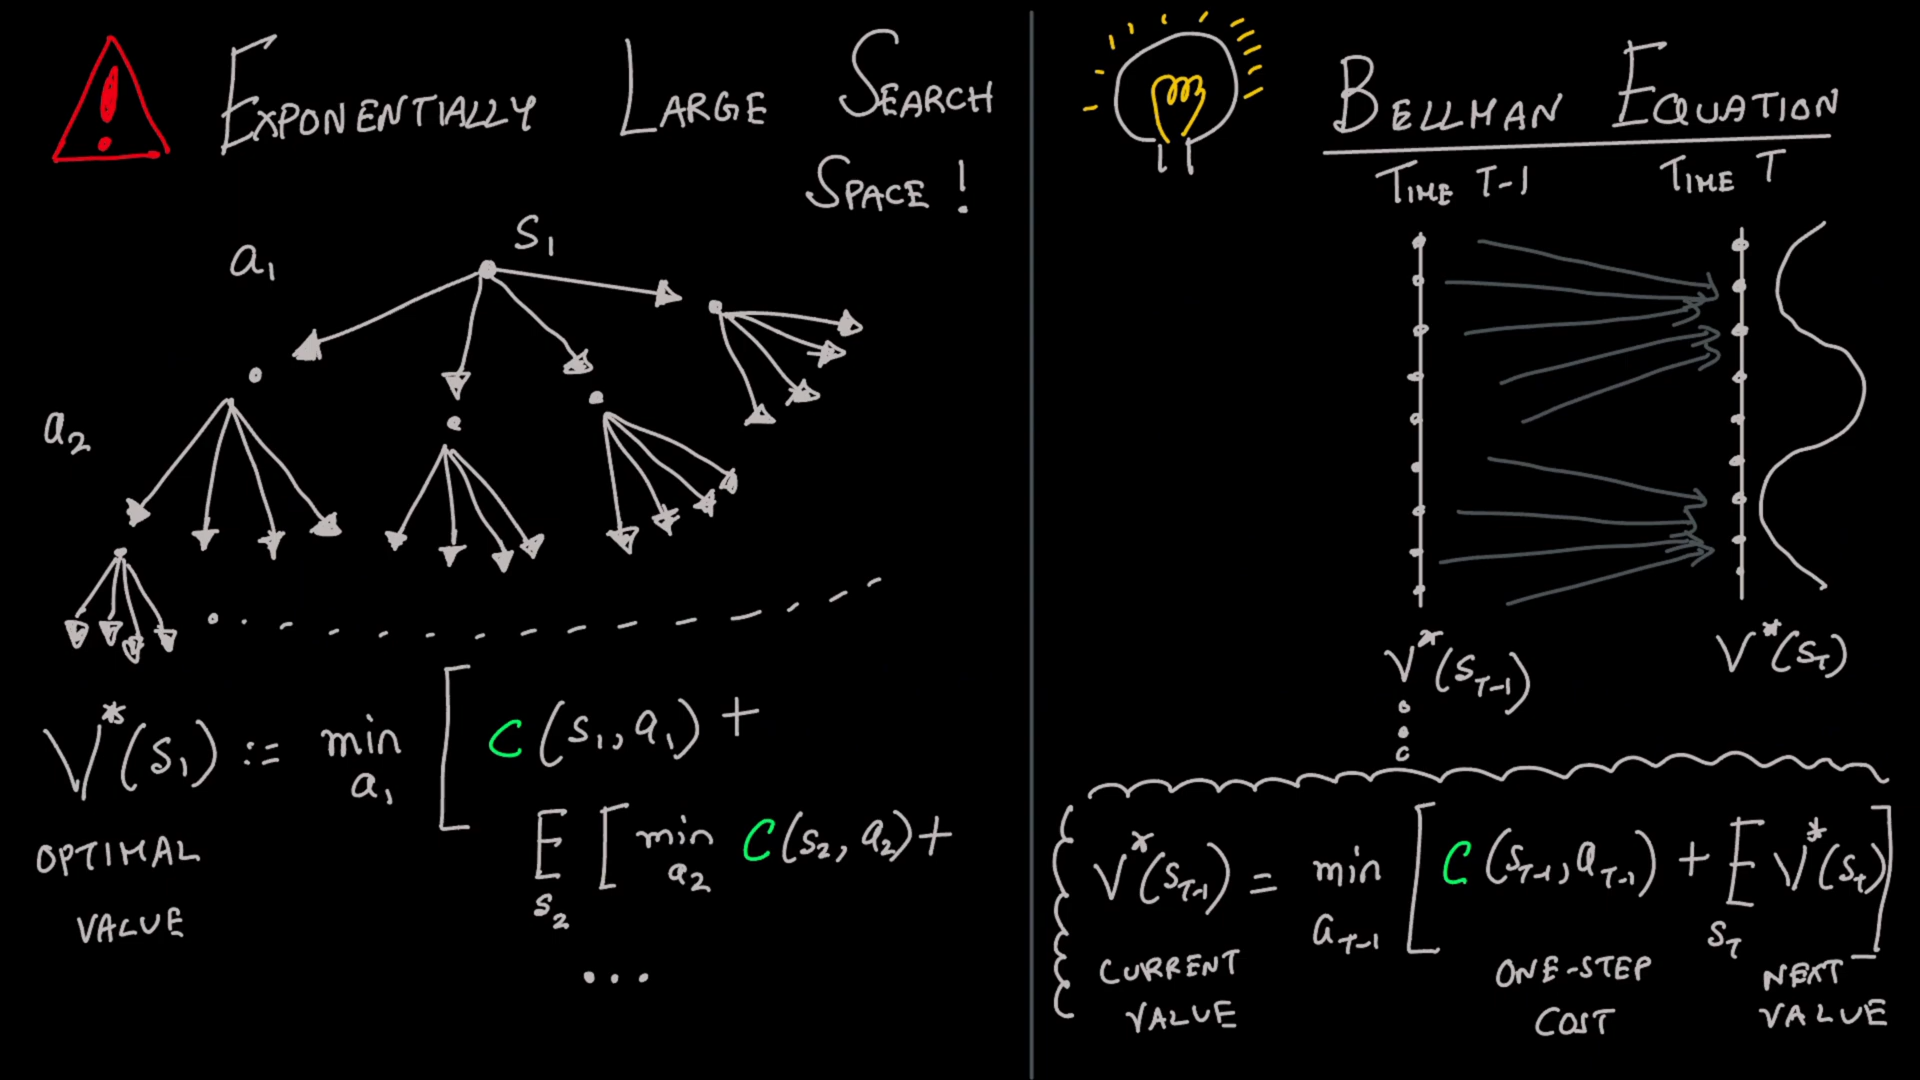 EXPONENTIALLY LARGE SEARCH
SPACE !
S₁
a₁
a₂
V*(s₁) := min [ C(s₁, a₁) +
a₁
E [ min C(s₂, a₂) +
s₂ a₂
OPTIMAL
VALUE
...
BELLMAN EQUATION
TIME T-1 TIME T
V*(s_{T-1}) V*(s_T)
V*(s_{T-1}) = min [ C(s_{T-1}, a_{T-1}) + E V*(s_T) ]
a_{T-1} s_T
CURRENT
VALUE
ONE-STEP
COST
NEXT
VALUE